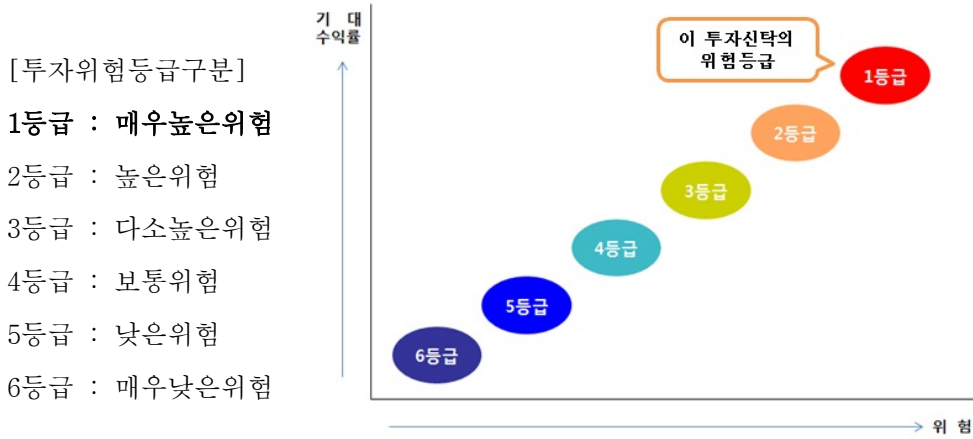 [투자위험등급구분]
1등급 : 매우높은위험
2등급 : 높은위험
3등급 : 다소높은위험
4등급 : 보통위험
5등급 : 낮은위험
6등급 : 매우낮은위험
기 대
수익률
이 투자신탁의
위험등급
1등급
2등급
3등급
4등급
5등급
6등급
위 험